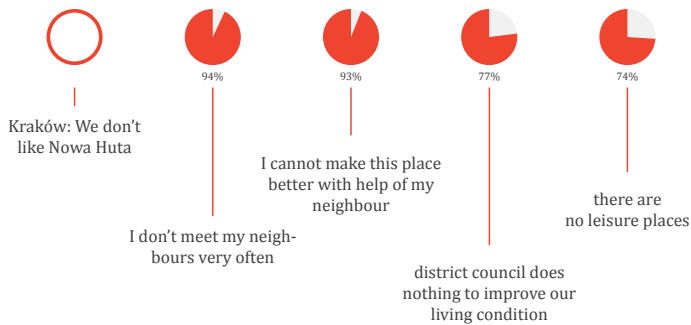 94%
93%
77%
74%
Kraków: We don't
like Nowa Huta
I don't meet my neigh-
bours very often
I cannot make this place
better with help of my
neighbour
district council does
nothing to improve our
living condition
there are
no leisure places